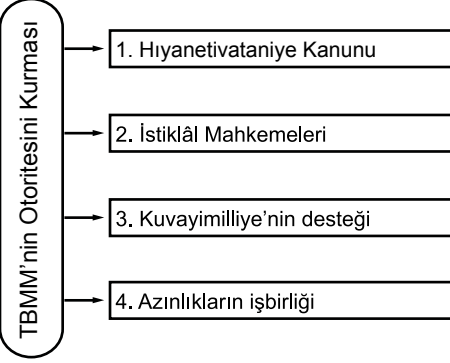 TBMM'nin Otoritesini Kurması
1. Hıyanetivataniye Kanunu
2. İstiklâl Mahkemeleri
3. Kuvayimilliye'nin desteği
4. Azınlıkların işbirliği